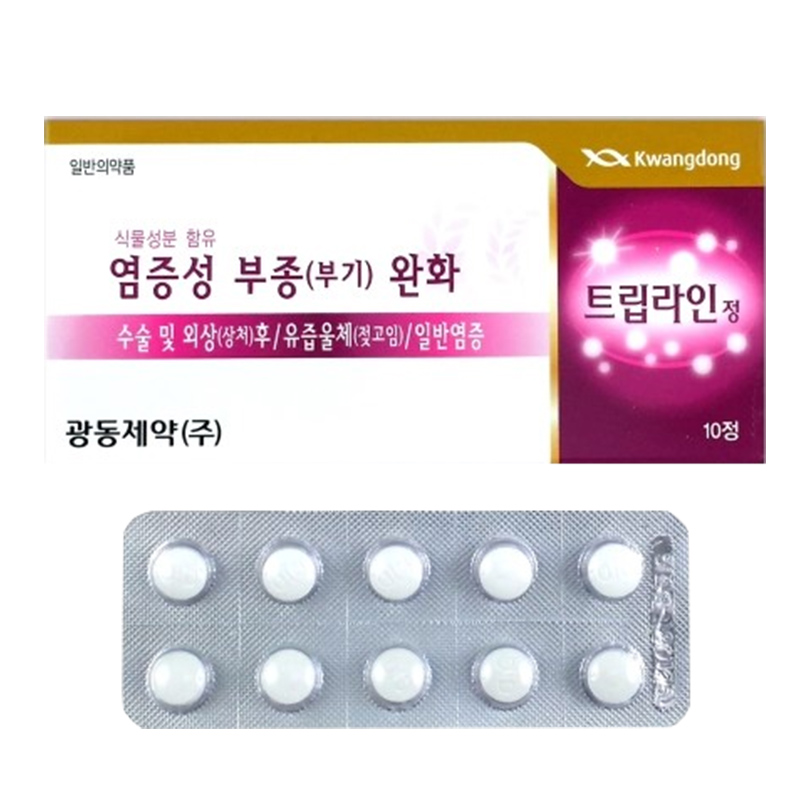 일반의약품
Kwangdong
식물성분 함유
염증성 부종(부기) 완화
수술 및 외상(상처)후/유즙울체(젖고임)/일반염증
트립라인정
광동제약(주)
10정